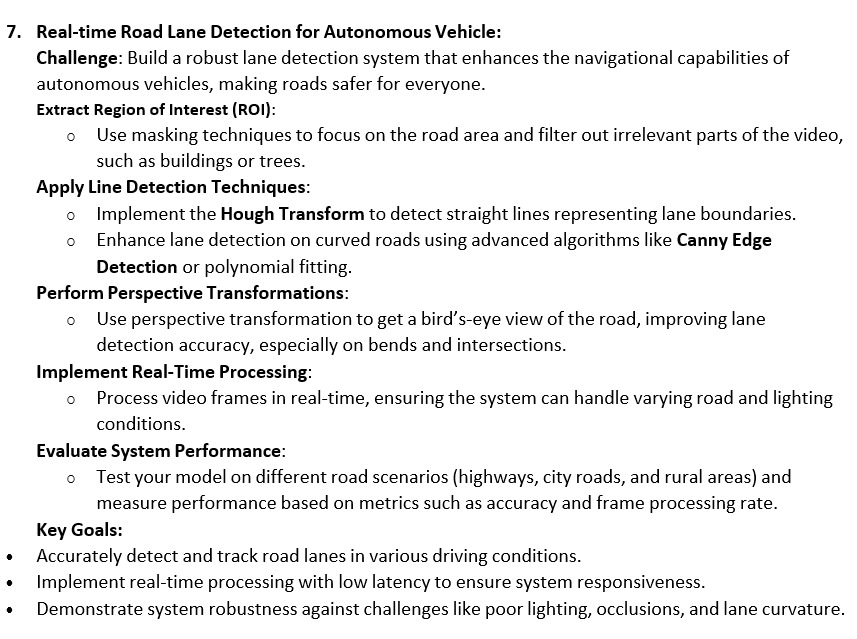 7. Real-time Road Lane Detection for Autonomous Vehicle:
Challenge: Build a robust lane detection system that enhances the navigational capabilities of
autonomous vehicles, making roads safer for everyone.
Extract Region of Interest (ROI):
o Use masking techniques to focus on the road area and filter out irrelevant parts of the video,
such as buildings or trees.
Apply Line Detection Techniques:
o Implement the Hough Transform to detect straight lines representing lane boundaries.
o Enhance lane detection on curved roads using advanced algorithms like Canny Edge
Detection or polynomial fitting.
Perform Perspective Transformations:
o Use perspective transformation to get a bird’s-eye view of the road, improving lane
detection accuracy, especially on bends and intersections.
Implement Real-Time Processing:
o Process video frames in real-time, ensuring the system can handle varying road and lighting
conditions.
Evaluate System Performance:
o Test your model on different road scenarios (highways, city roads, and rural areas) and
measure performance based on metrics such as accuracy and frame processing rate.
Key Goals:
• Accurately detect and track road lanes in various driving conditions.
• Implement real-time processing with low latency to ensure system responsiveness.
• Demonstrate system robustness against challenges like poor lighting, occlusions, and lane curvature.